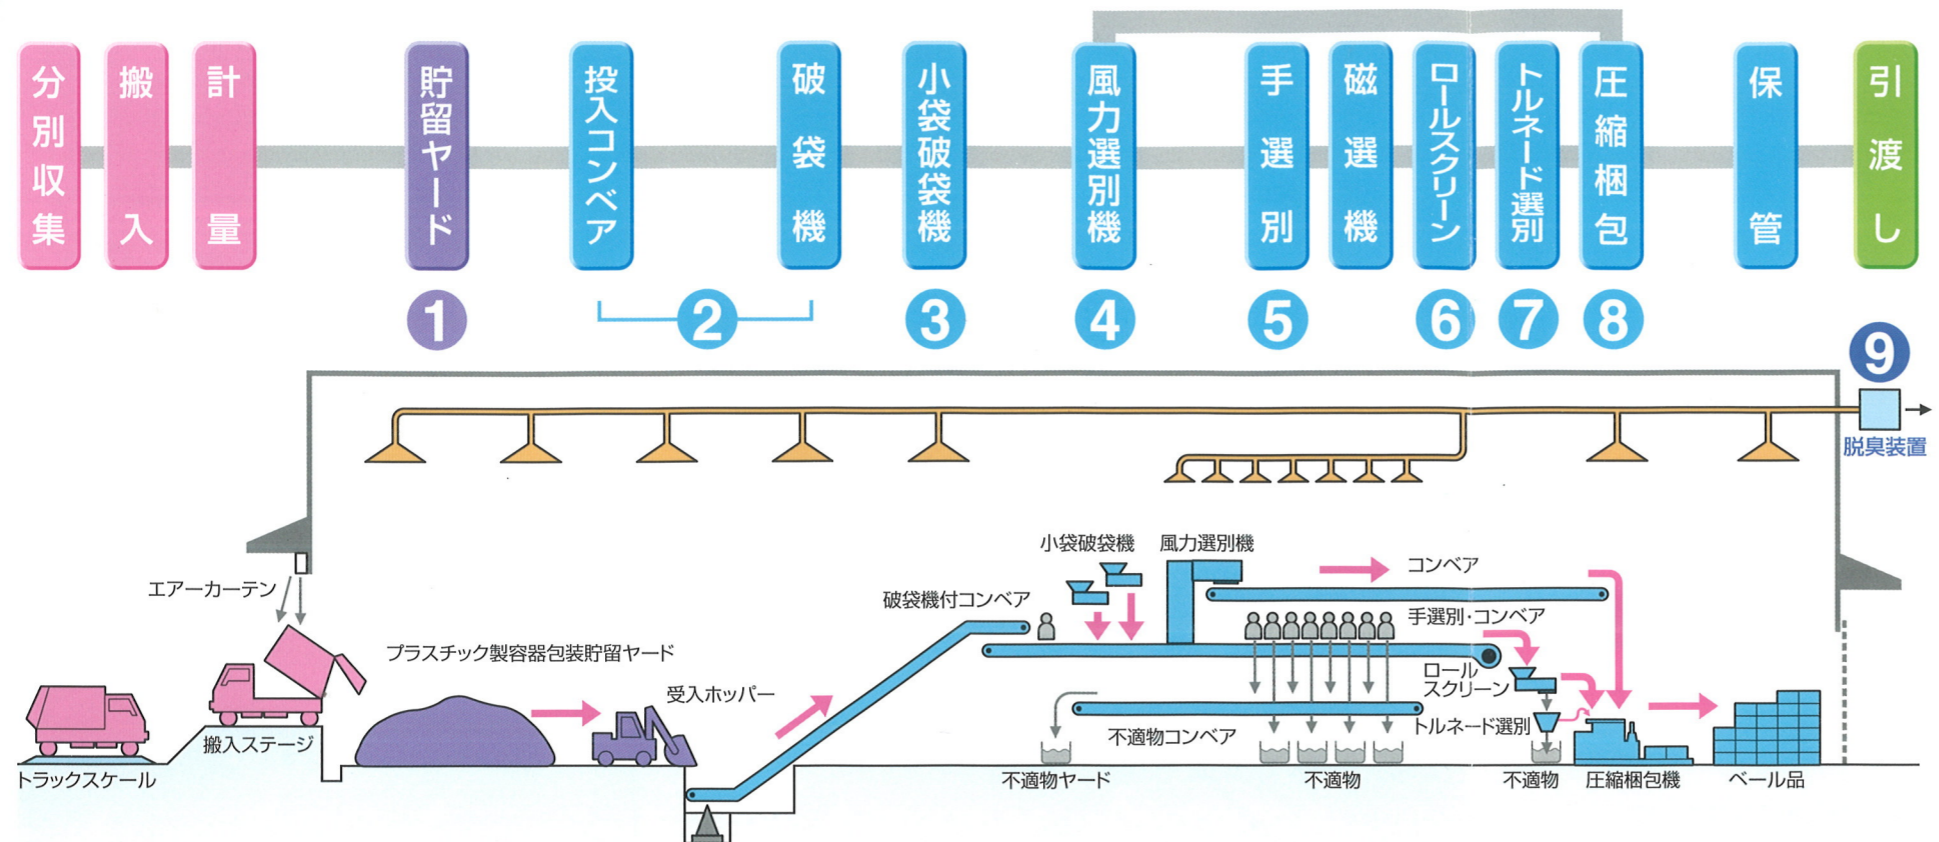 分別収集
搬入
計量
貯留ヤード
投入コンベア
破袋機
小袋破袋機
風力選別機
手選別
磁選機
ロールスクリーン
トルネード選別
圧縮梱包
保管
引渡し
1
2
3
4
5
6
7
8
9
脱臭装置
小袋破袋機
風力選別機
コンベア
エアーカーテン
破袋機付コンベア
手選別・コンベア
プラスチック製容器包装貯留ヤード
ロール
スクリーン
受入ホッパー
トルネード選別
不適物コンベア
搬入ステージ
トラックスケール
不適物ヤード
不適物
不適物
圧縮梱包機
ベール品